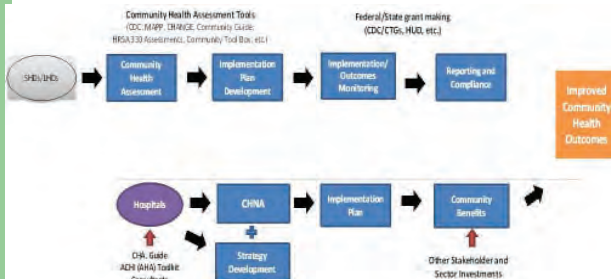 Community Health Assessment Tools
(CDC: MAPP, CHANGE, Community Guide;
HRSA 330 Assessments, Community Tool Box, etc.)
Federal/State grant making
(CDC/CTGs, HUD, etc.)
SHDs/LHDs
Community
Health
Assessment
Implementation
Plan
Development
Implementation/
Outcomes
Monitoring
Reporting and
Compliance
Improved
Community
Health
Outcomes
Hospitals
CHNA
Implementation
Plan
Community
Benefits
Strategy
Development
CHA. Guide
ACHI (AHA) Toolkit
Consultants
Other Stakeholder and
Sector Investments